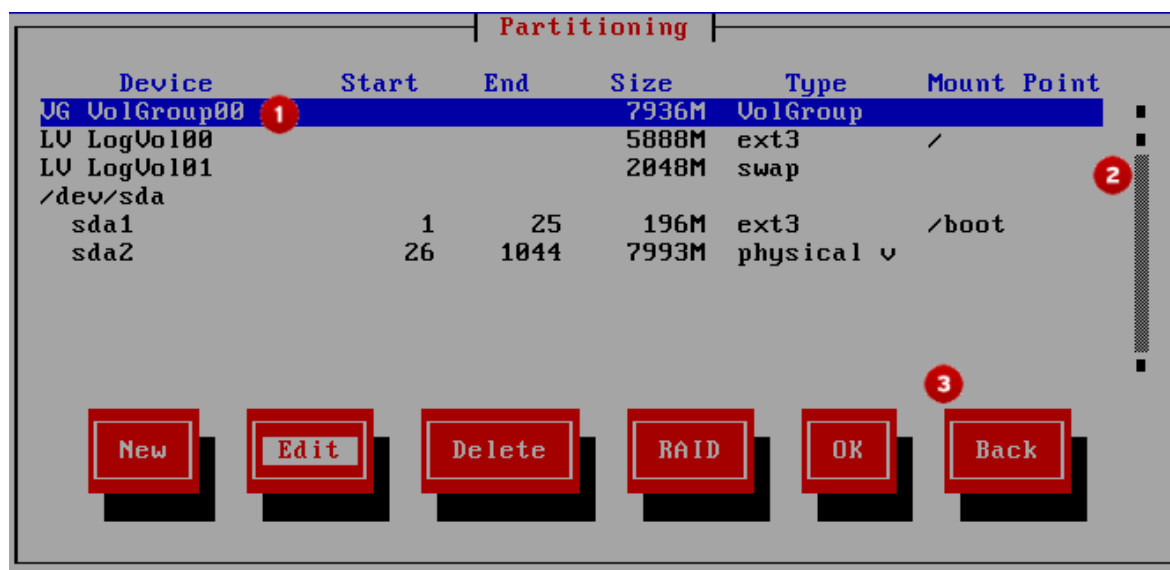 Partitioning
Device Start End Size Type Mount Point
VG VolGroup00 1 7936M VolGroup
LV LogVol00 5888M ext3 /
LV LogVol01 2048M swap
2
/dev/sda
sda1 1 25 196M ext3 /boot
sda2 26 1044 7993M physical v
3
New Edit Delete RAID OK Back